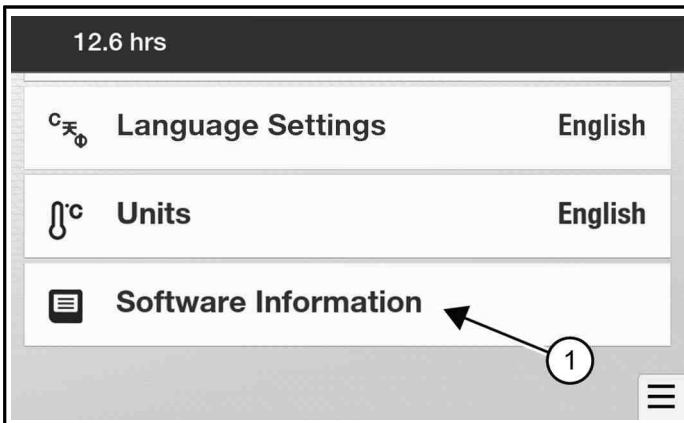 12.6 hrs
Language Settings English
°C Units English
Software Information
1